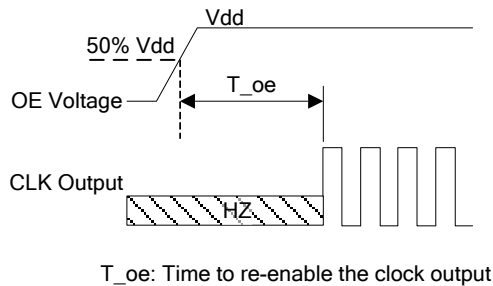 Vdd
50% Vdd
T_oe
OE Voltage
CLK Output
HZ
T_oe: Time to re-enable the clock output